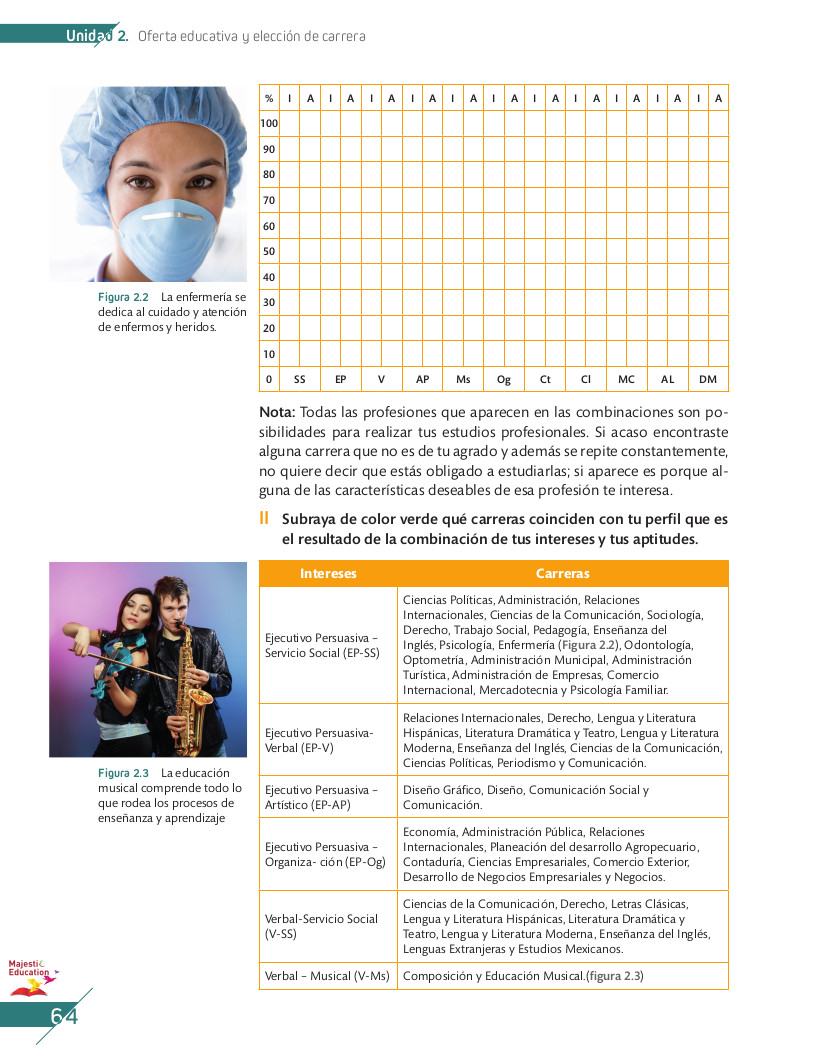 Unidad 2. Oferta educativa y elección de carrera
% I A I A I A I A I A I A I A I A I A I A I A
100
90
80
70
60
50
40
30
20
10
0 SS EP V AP Ms Og Ct Cl MC AL DM
Figura 2.2 La enfermería se
dedica al cuidado y atención
de enfermos y heridos.
Nota: Todas las profesiones que aparecen en las combinaciones son po-
sibilidades para realizar tus estudios profesionales. Si acaso encontraste
alguna carrera que no es de tu agrado y además se repite constantemente,
no quiere decir que estás obligado a estudiarlas; si aparece es porque al-
guna de las características deseables de esa profesión te interesa.
II Subraya de color verde qué carreras coinciden con tu perfil que es
el resultado de la combinación de tus intereses y tus aptitudes.
Figura 2.3 La educación
musical comprende todo lo
que rodea los procesos de
enseñanza y aprendizaje
Intereses Carreras
Ejecutivo Persuasiva –
Servicio Social (EP-SS)
Ciencias Políticas, Administración, Relaciones
Internacionales, Ciencias de la Comunicación, Sociología,
Derecho, Trabajo Social, Pedagogía, Enseñanza del
Inglés, Psicología, Enfermería (Figura 2.2), Odontología,
Optometría, Administración Municipal, Administración
Turística, Administración de Empresas, Comercio
Internacional, Mercadotecnia y Psicología Familiar.
Ejecutivo Persuasiva-
Verbal (EP-V)
Relaciones Internacionales, Derecho, Lengua y Literatura
Hispánicas, Literatura Dramática y Teatro, Lengua y Literatura
Moderna, Enseñanza del Inglés, Ciencias de la Comunicación,
Ciencias Políticas, Periodismo y Comunicación.
Ejecutivo Persuasiva –
Artístico (EP-AP)
Diseño Gráfico, Diseño, Comunicación Social y
Comunicación.
Ejecutivo Persuasiva –
Organiza- ción (EP-Og)
Economía, Administración Pública, Relaciones
Internacionales, Planeación del desarrollo Agropecuario,
Contaduría, Ciencias Empresariales, Comercio Exterior,
Desarrollo de Negocios Empresariales y Negocios.
Verbal-Servicio Social
(V-SS)
Ciencias de la Comunicación, Derecho, Letras Clásicas,
Lengua y Literatura Hispánicas, Literatura Dramática y
Teatro, Lengua y Literatura Moderna, Enseñanza del Inglés,
Lenguas Extranjeras y Estudios Mexicanos.
Verbal – Musical (V-Ms) Composición y Educación Musical.(figura 2.3)
Majestic
Education
64